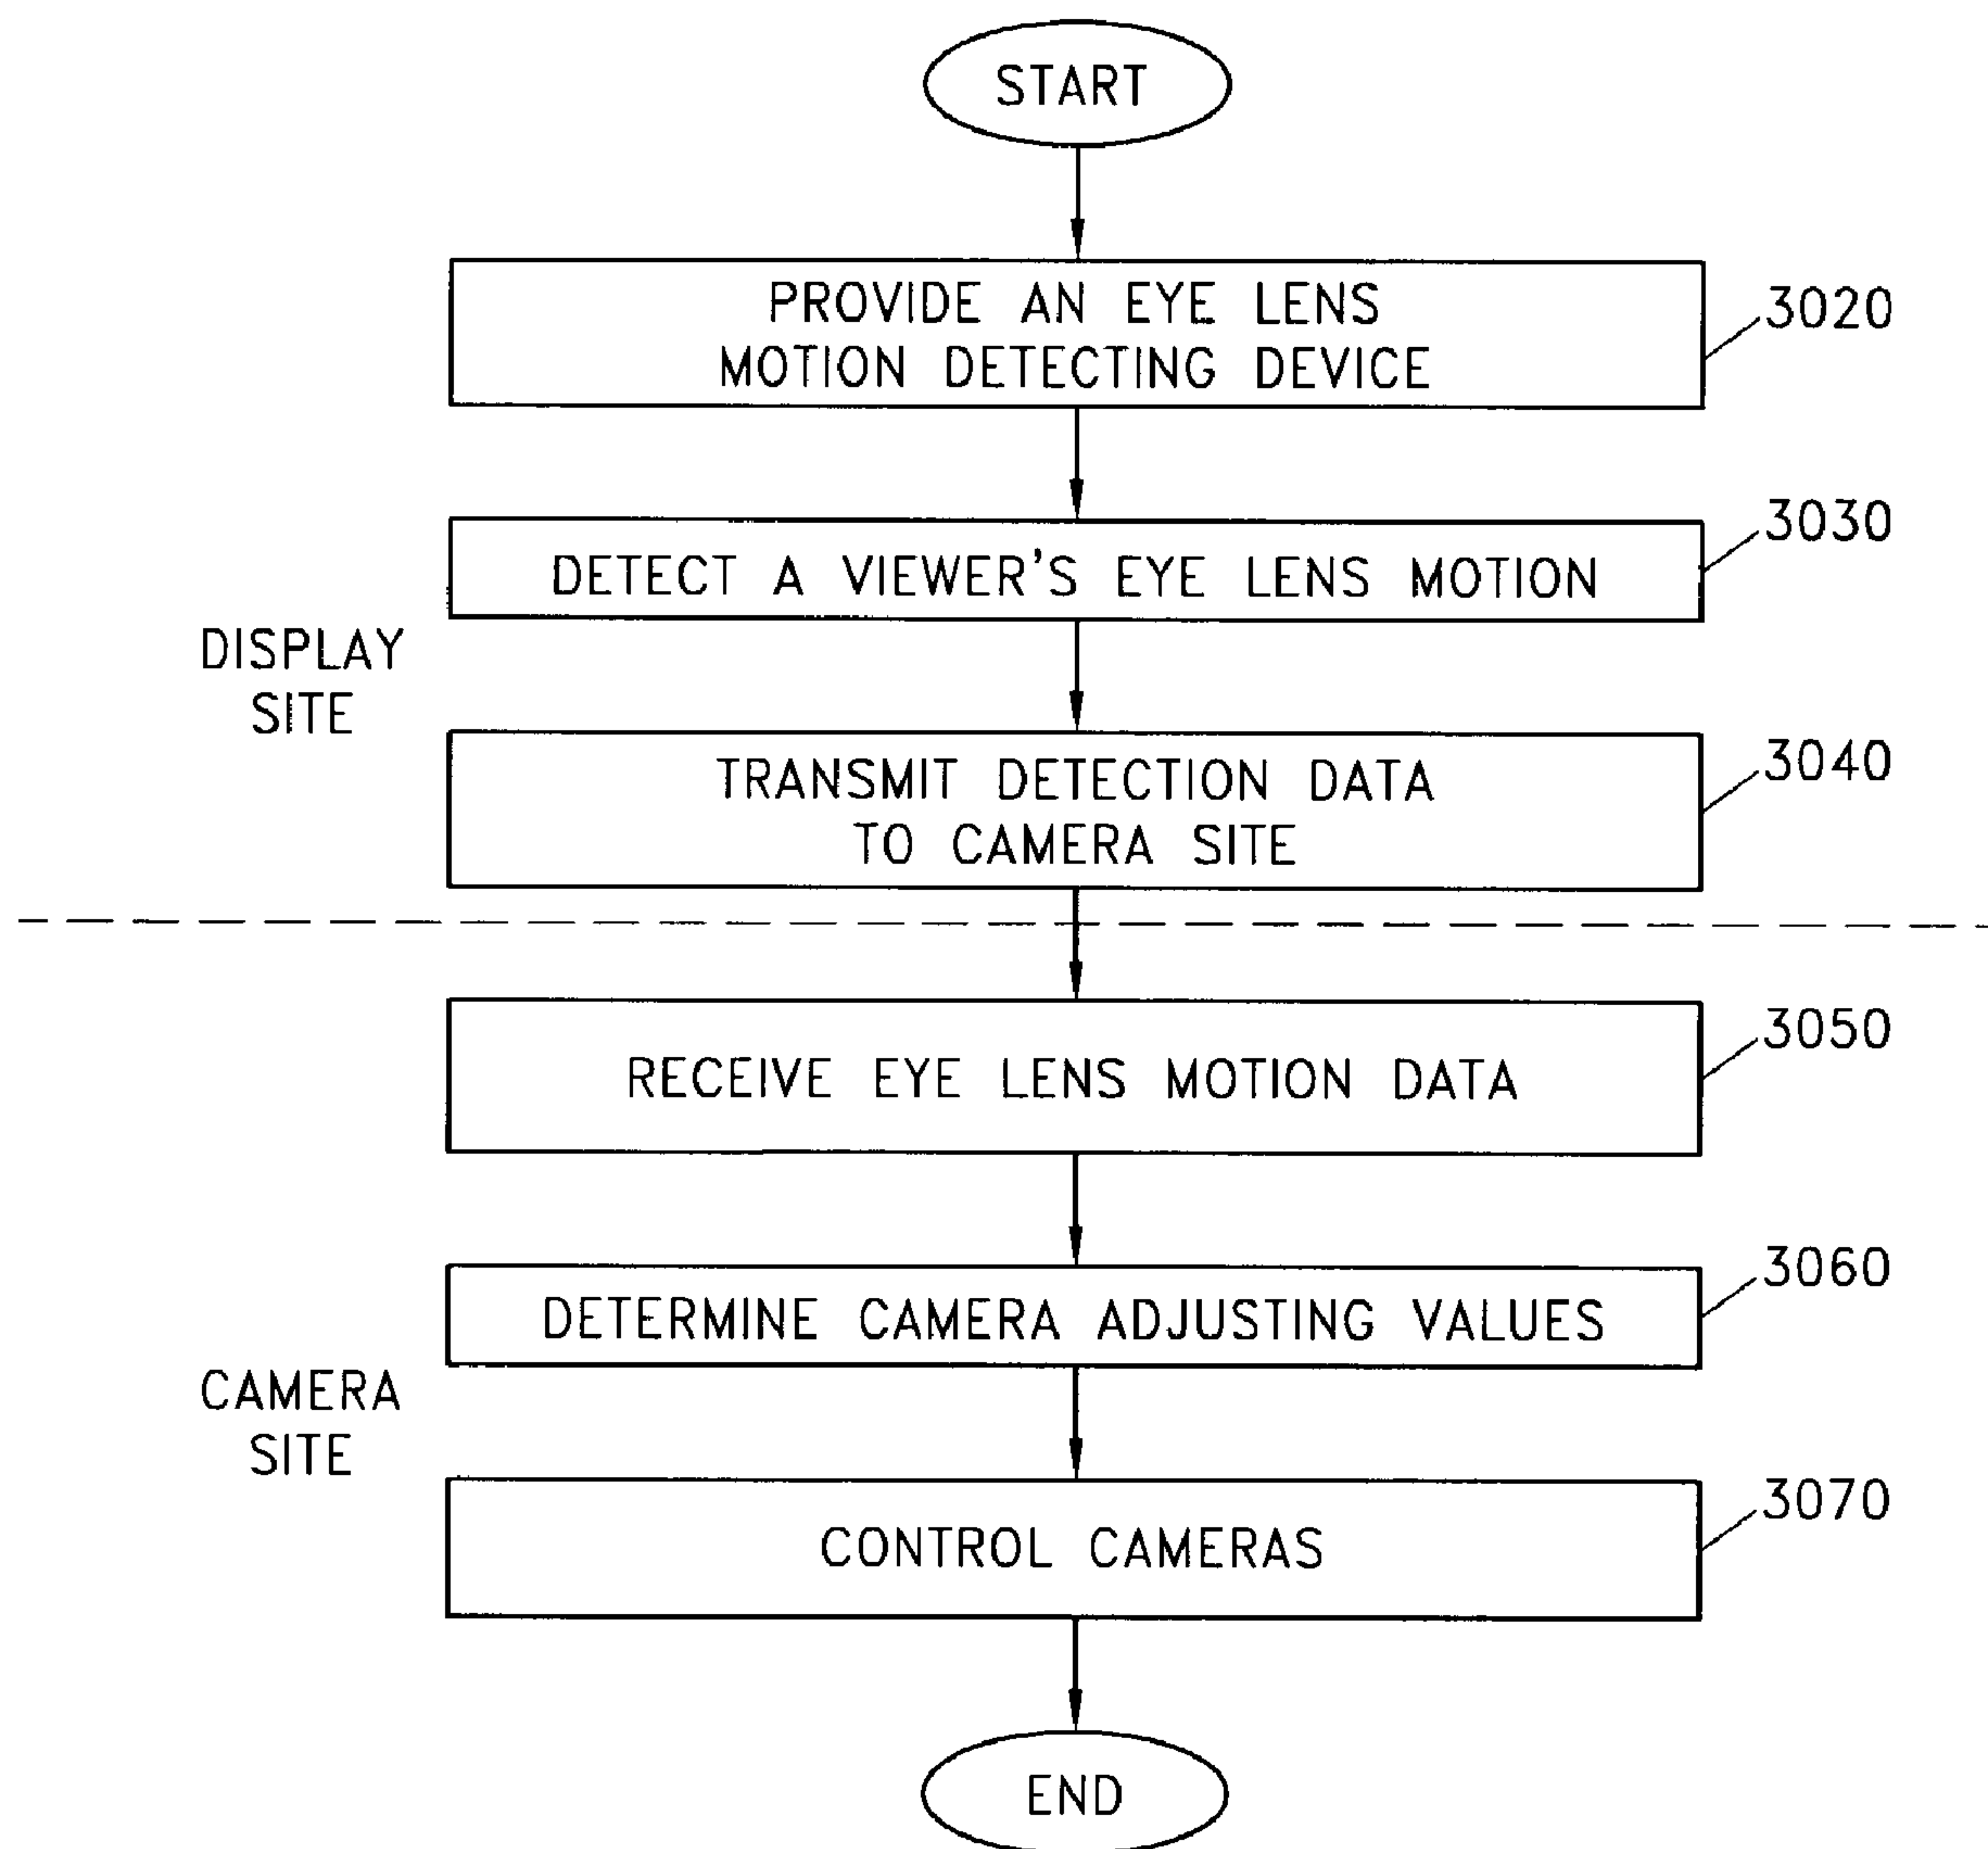 START
PROVIDE AN EYE LENS
MOTION DETECTING DEVICE
3020
DETECT A VIEWER'S EYE LENS MOTION
3030
DISPLAY
SITE
TRANSMIT DETECTION DATA
TO CAMERA SITE
3040
RECEIVE EYE LENS MOTION DATA
3050
DETERMINE CAMERA ADJUSTING VALUES
3060
CAMERA
SITE
CONTROL CAMERAS
3070
END